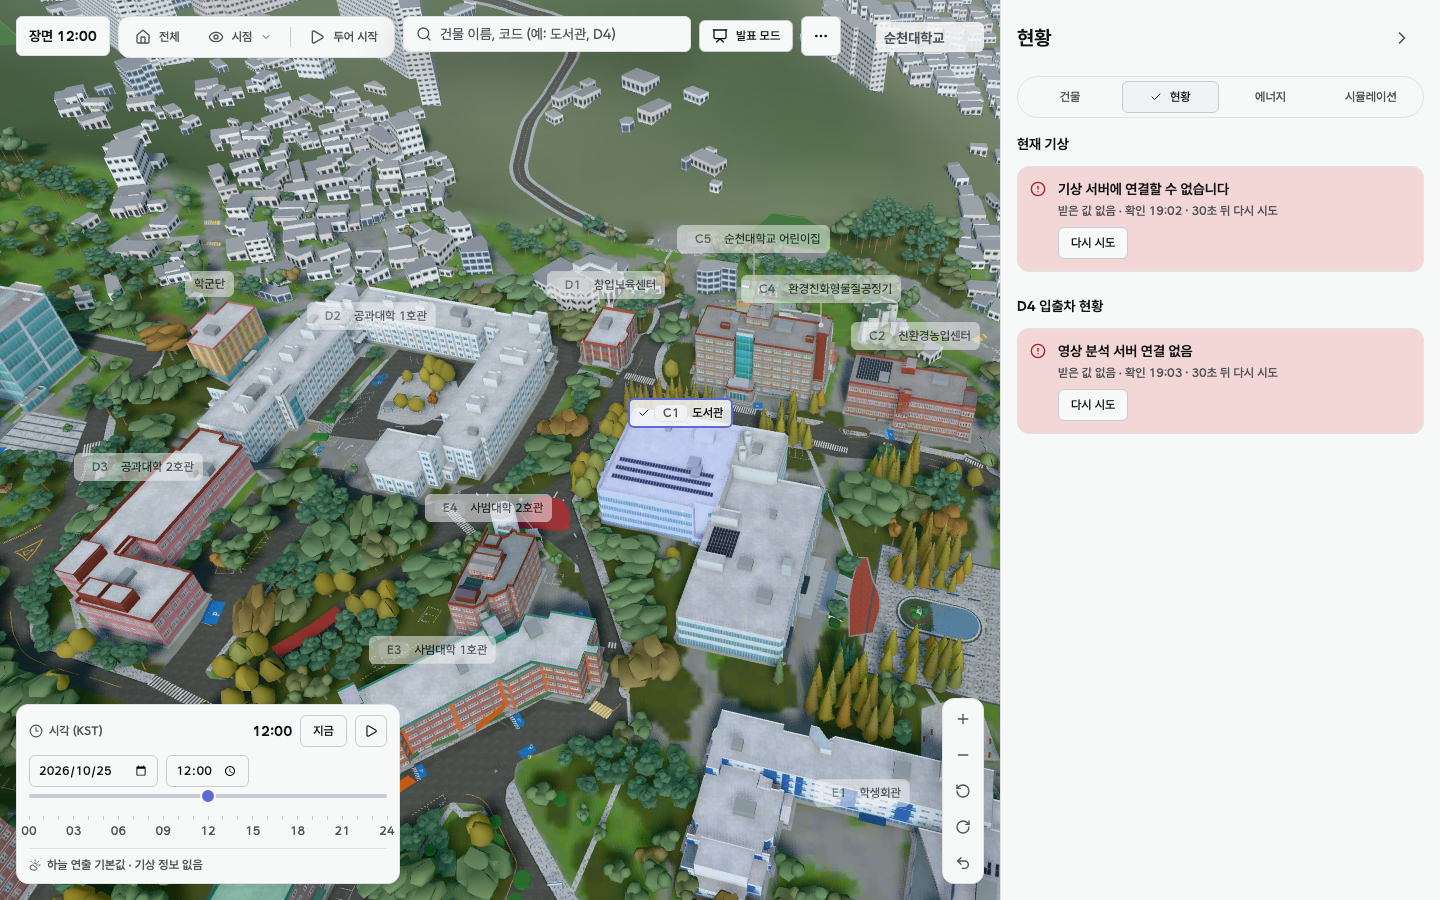 장면 12:00
전체
시점
투어 시작
건물 이름, 코드 (예: 도서관, D4)
발표 모드
순천대학교
C5 순천대학교 어린이집
학군단
D1 창업보육센터
C4 환경친화형물질공정기
D2 공과대학 1호관
C2 친환경농업센터
C1 도서관
D3 공과대학 2호관
E4 사범대학 2호관
E3 사범대학 1호관
E1 학생회관
시각 (KST)
12:00
지금
2026/10/25
12:00
00 03 06 09 12 15 18 21 24
하늘 연출 기본값 · 기상 정보 없음
현황
건물
현황
에너지
시뮬레이션
현재 기상
기상 서버에 연결할 수 없습니다
받은 값 없음 · 확인 19:02 · 30초 뒤 다시 시도
다시 시도
D4 입출차 현황
영상 분석 서버 연결 없음
받은 값 없음 · 확인 19:03 · 30초 뒤 다시 시도
다시 시도